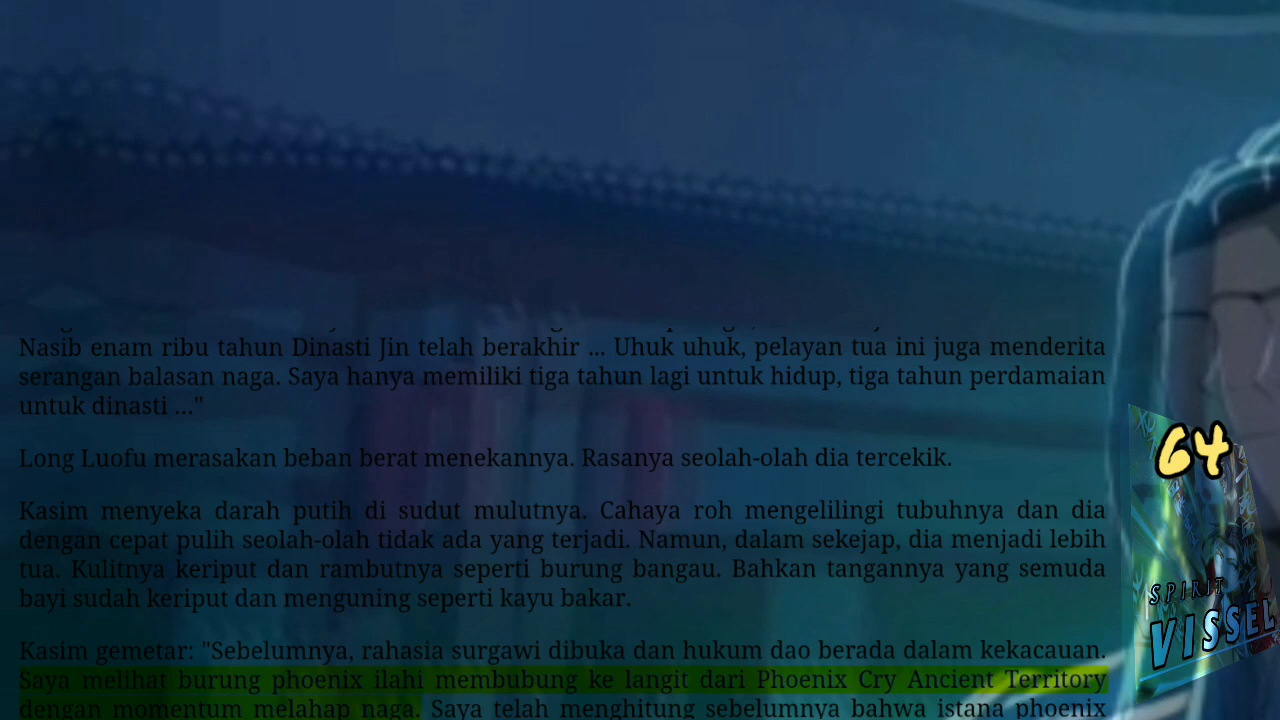 Nasib enam ribu tahun Dinasti Jin telah berakhir ... Uhuk uhuk, pelayan tua ini juga menderita
serangan balasan naga. Saya hanya memiliki tiga tahun lagi untuk hidup, tiga tahun perdamaian
untuk dinasti ..."
Long Luofu merasakan beban berat menekannya. Rasanya seolah-olah dia tercekik.
Kasim menyeka darah putih di sudut mulutnya. Cahaya roh mengelilingi tubuhnya dan dia
dengan cepat pulih seolah-olah tidak ada yang terjadi. Namun, dalam sekejap, dia menjadi lebih
tua. Kulitnya keriput dan rambutnya seperti burung bangau. Bahkan tangannya yang semuda
bayi sudah keriput dan menguning seperti kayu bakar.
Kasim gemetar: "Sebelumnya, rahasia surgawi dibuka dan hukum dao berada dalam kekacauan.
Saya melihat burung phoenix ilahi membubung ke langit dari Phoenix Cry Ancient Territory
dengan momentum melahap naga. Saya telah menghitung sebelumnya bahwa istana phoenix
64
SPIRIT
VISSEL